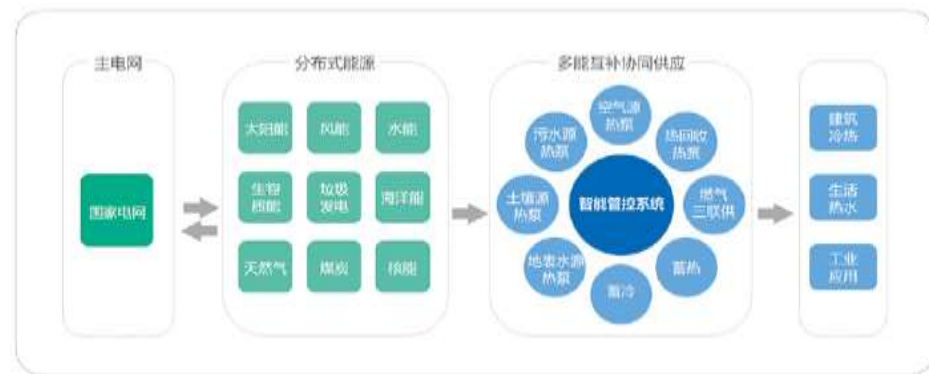 主电网
分布式能源
多能互补协同供应
国家电网
太阳能
风能
水能
生物
质能
垃圾
发电
海洋能
天然气
煤炭
核能
空气源
热泵
热回收
热泵
燃气
三联供
蓄热
蓄冷
地表水源
热泵
土壤源
热泵
污水源
热泵
智能管控系统
建筑
冷热
生活
热水
工业
应用